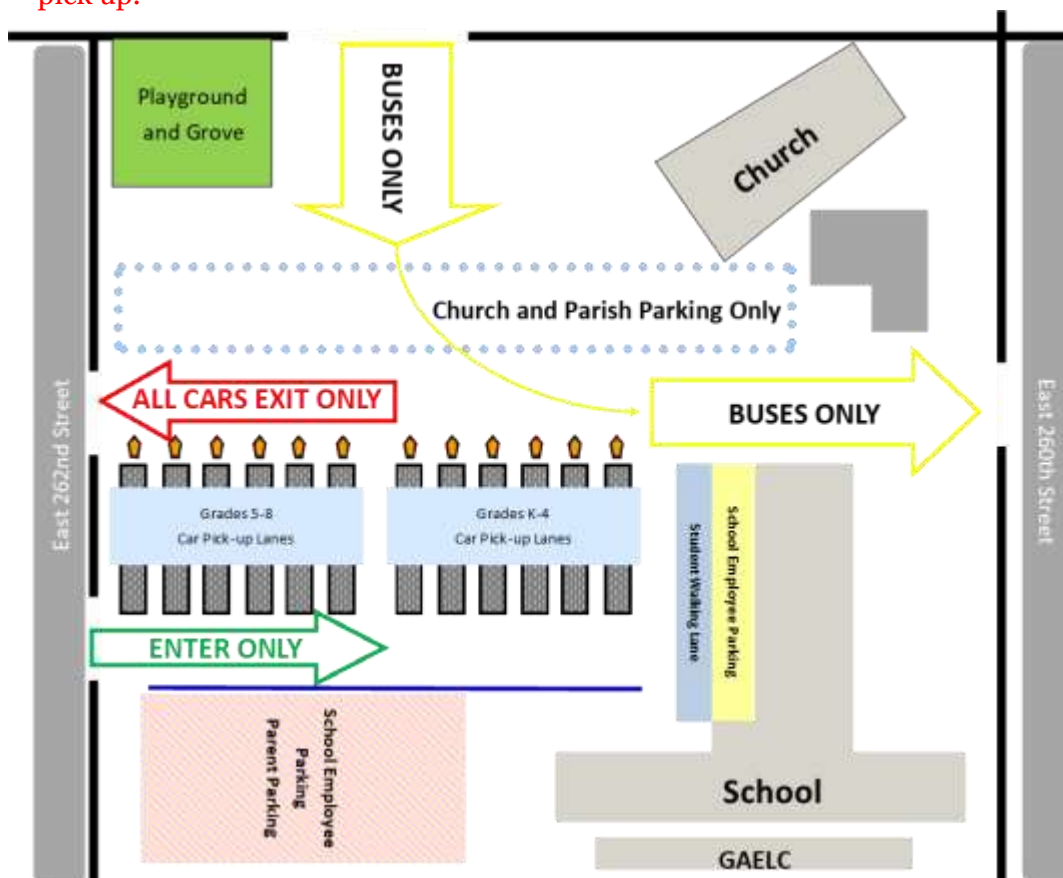 pick up.
Playground
and Grove
BUSES ONLY
Church
Church and Parish Parking Only
ALL CARS EXIT ONLY
BUSES ONLY
East 262nd Street
East 260th Street
Grades 5-8
Car Pick-up Lanes
Grades K-4
Car Pick-up Lanes
Student Walking Lane
School Employee Parking
ENTER ONLY
School Employee
Parking
Parent Parking
School
GAELC